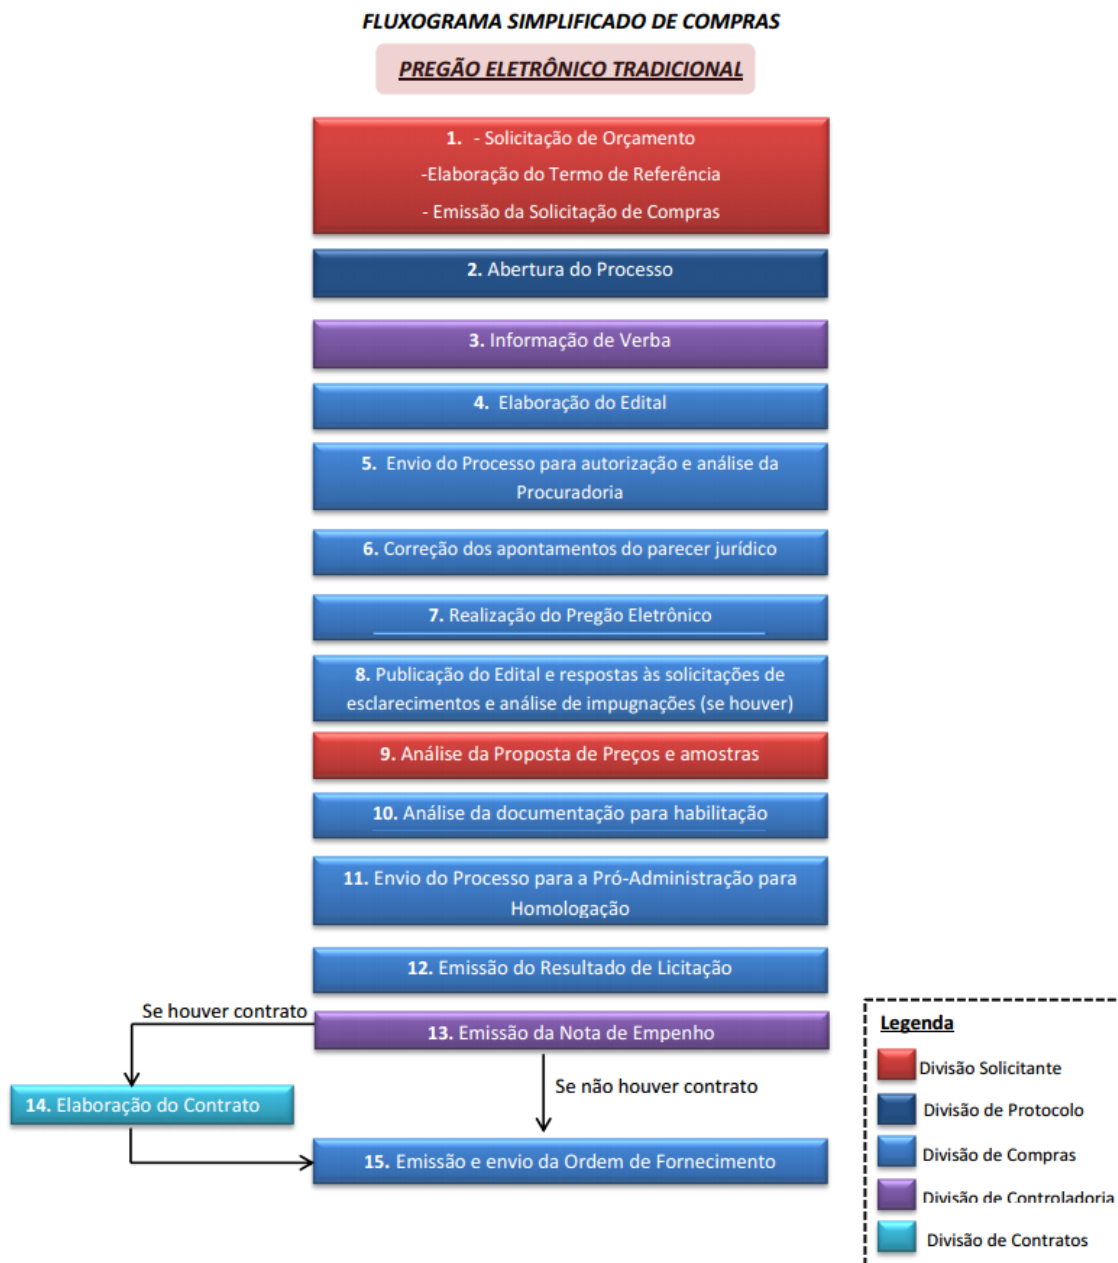 FLUXOGRAMA SIMPLIFICADO DE COMPRAS
PREGÃO ELETRÔNICO TRADICIONAL
1. - Solicitação de Orçamento
-Elaboração do Termo de Referência
- Emissão da Solicitação de Compras
2. Abertura do Processo
3. Informação de Verba
4. Elaboração do Edital
5. Envio do Processo para autorização e análise da
Procuradoria
6. Correção dos apontamentos do parecer jurídico
7. Realização do Pregão Eletrônico
8. Publicação do Edital e respostas às solicitações de
esclarecimentos e análise de impugnações (se houver)
9. Análise da Proposta de Preços e amostras
10. Análise da documentação para habilitação
11. Envio do Processo para a Pró-Administração para
Homologação
12. Emissão do Resultado de Licitação
Se houver contrato
13. Emissão da Nota de Empenho
Se não houver contrato
14. Elaboração do Contrato
15. Emissão e envio da Ordem de Fornecimento
Legenda
Divisão Solicitante
Divisão de Protocolo
Divisão de Compras
Divisão de Controladoria
Divisão de Contratos